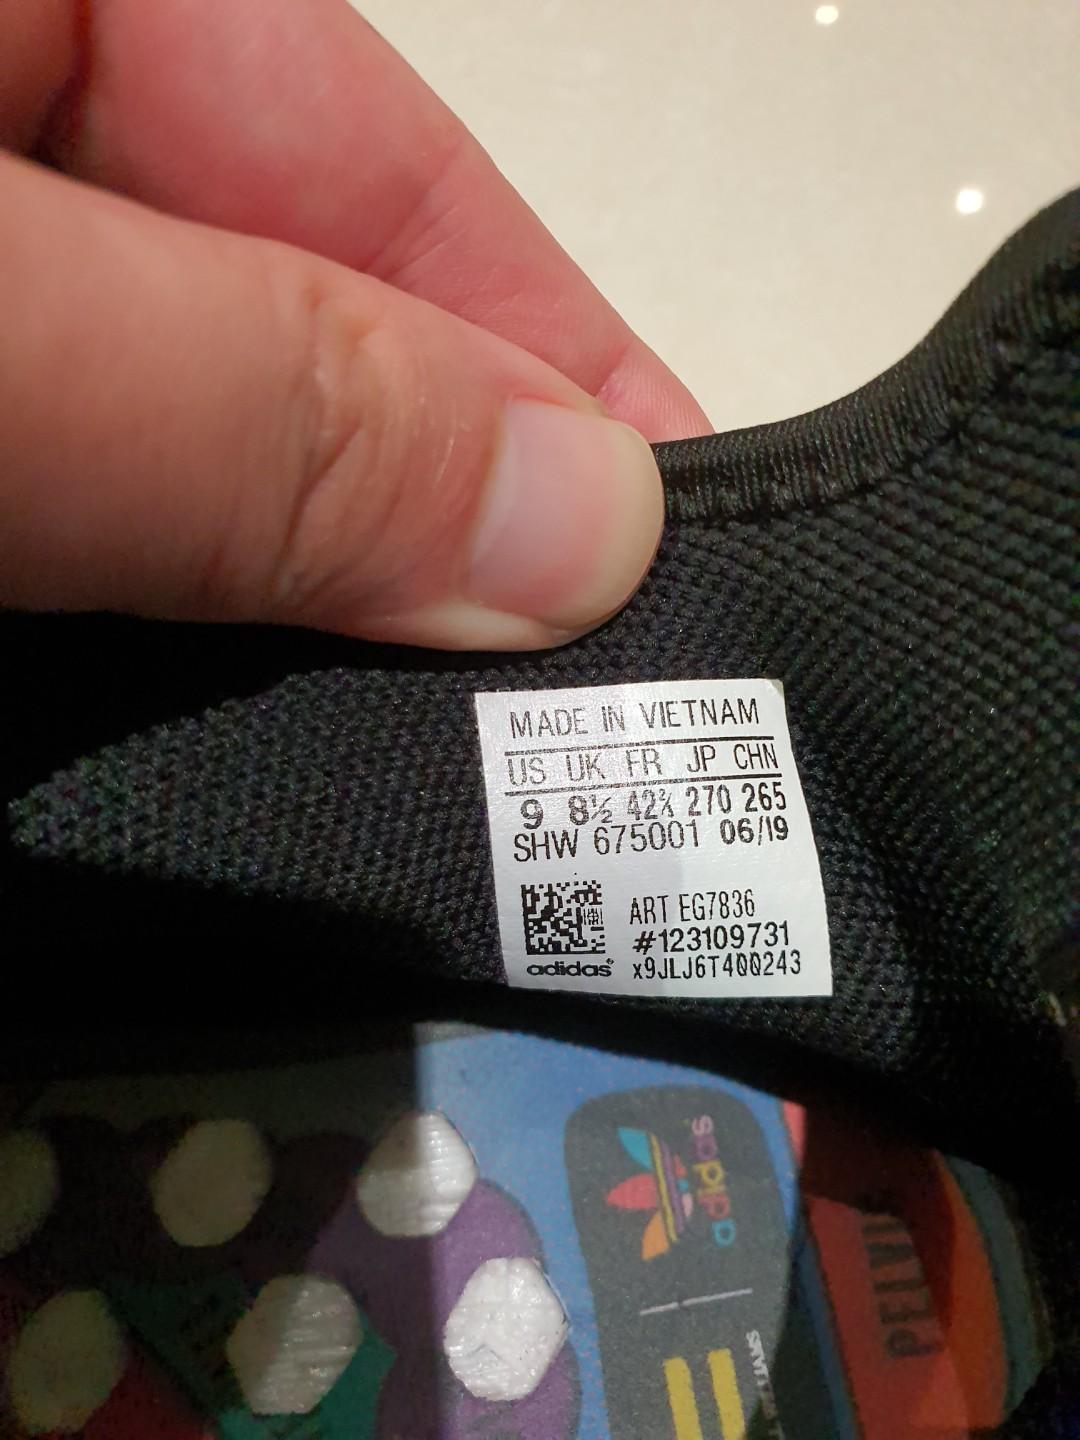 MADE IN VIETNAM
US UK FR JP CHN
9 8½ 42⅔ 270 265
SHW 675001 06/19
ART EG7836
#123109731
x9JLJ6T400243
adidas
adidas
PELVI